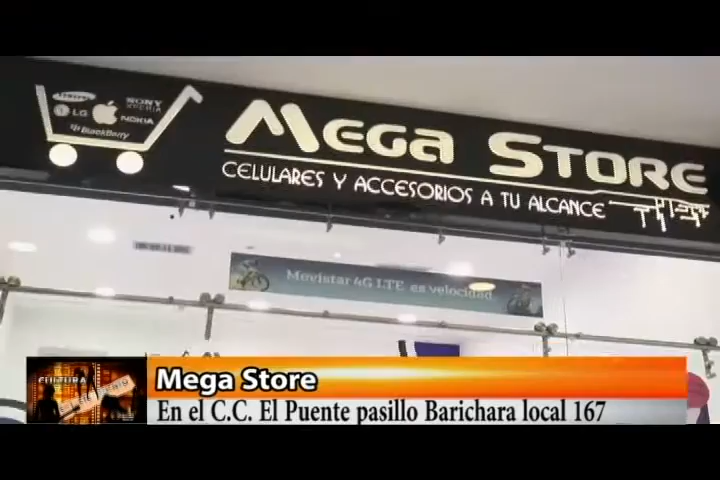 SAMSUNG
SONY
XPERIA
LG
NOKIA
BlackBerry
MEGA STORE
CELULARES Y ACCESORIOS A TU ALCANCE
Movistar 4G LTE es velocidad
CULTURA
Mega Store
En el C.C. El Puente pasillo Barichara local 167